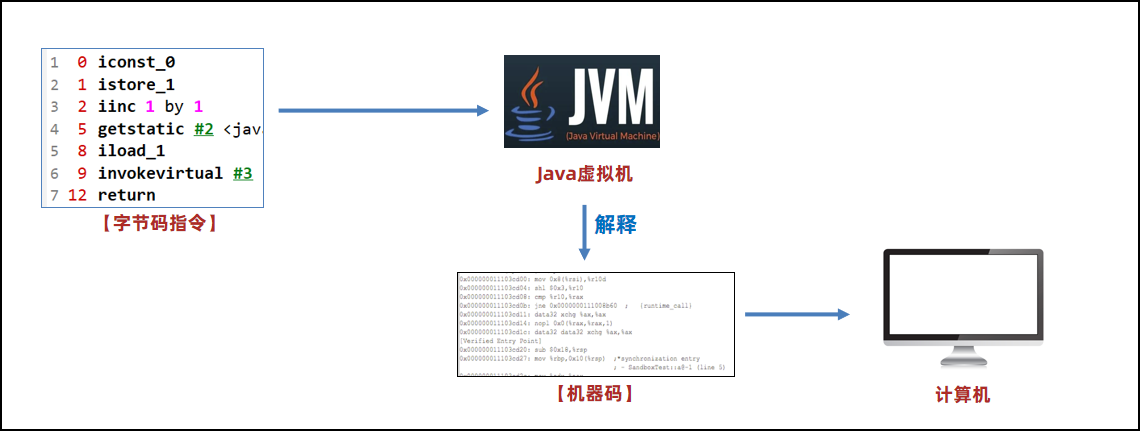 1 0 iconst_0
2 1 istore_1
3 2 iinc 1 by 1
4 5 getstatic #2 <java
5 8 iload_1
6 9 invokevirtual #3
7 12 return
【字节码指令】
JVM
(Java Virtual Machine)
Java虚拟机
解释
0x000000011103cd00: mov 0x8(%rsi),%r10d
0x000000011103cd04: shl $0x3,%r10
0x000000011103cd08: cmp %r10,%rax
0x000000011103cd0b: jne 0x0000000111008b60 ; {runtime_call}
0x000000011103cd11: data32 xchg %ax,%ax
0x000000011103cd14: nopl 0x0(%rax,%rax,1)
0x000000011103cd1c: data32 data32 xchg %ax,%ax
[Verified Entry Point]
0x000000011103cd20: sub $0x18,%rsp
0x000000011103cd27: mov %rbp,0x10(%rsp) ;*synchronization entry
; - SandboxTest::a@-1 (line 5)
【机器码】
计算机